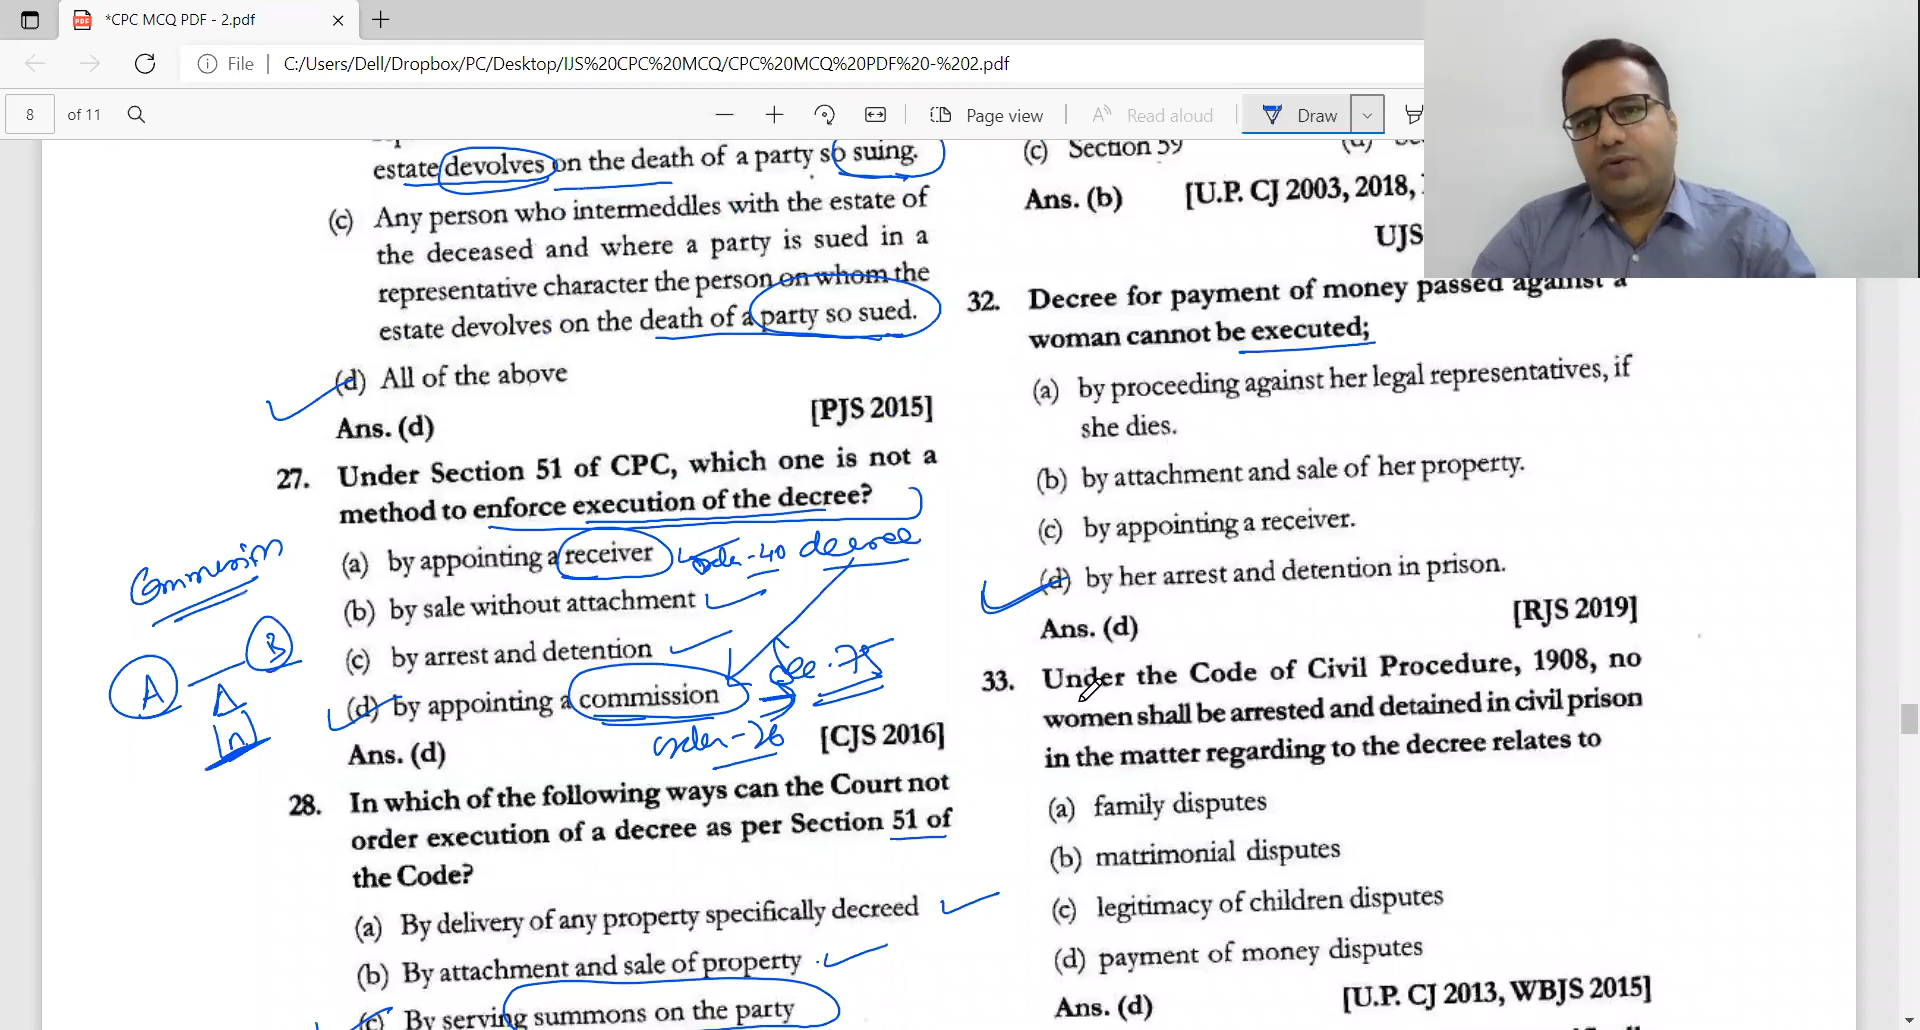 *CPC MCQ PDF - 2.pdf
File
C:/Users/Dell/Dropbox/PC/Desktop/IJS%20CPC%20MCQ/CPC%20MCQ%20PDF%20-%202.pdf
8 of 11
Page view
Read aloud
Draw
estate devolves on the death of a party so suing.
(c) Any person who intermeddles with the estate of
the deceased and where a party is sued in a
representative character the person on whom the
estate devolves on the death of a party so sued.
(d) All of the above
Ans. (d) [PJS 2015]
27. Under Section 51 of CPC, which one is not a
method to enforce execution of the decree?
(a) by appointing a receiver order-40 decree
(b) by sale without attachment
(c) by arrest and detention
(d) by appointing a commission Sec.75
order-26
Ans. (d) [CJS 2016]
Commission
A B
28. In which of the following ways can the Court not
order execution of a decree as per Section 51 of
the Code?
(a) By delivery of any property specifically decreed
(b) By attachment and sale of property
(c) By serving summons on the party
(c) Section 59
Ans. (b) [U.P. CJ 2003, 2018,
UJS
32. Decree for payment of money passed against a
woman cannot be executed;
(a) by proceeding against her legal representatives, if
she dies.
(b) by attachment and sale of her property.
(c) by appointing a receiver.
(d) by her arrest and detention in prison.
Ans. (d) [RJS 2019]
33. Under the Code of Civil Procedure, 1908, no
women shall be arrested and detained in civil prison
in the matter regarding to the decree relates to
(a) family disputes
(b) matrimonial disputes
(c) legitimacy of children disputes
(d) payment of money disputes
Ans. (d) [U.P. CJ 2013, WBJS 2015]